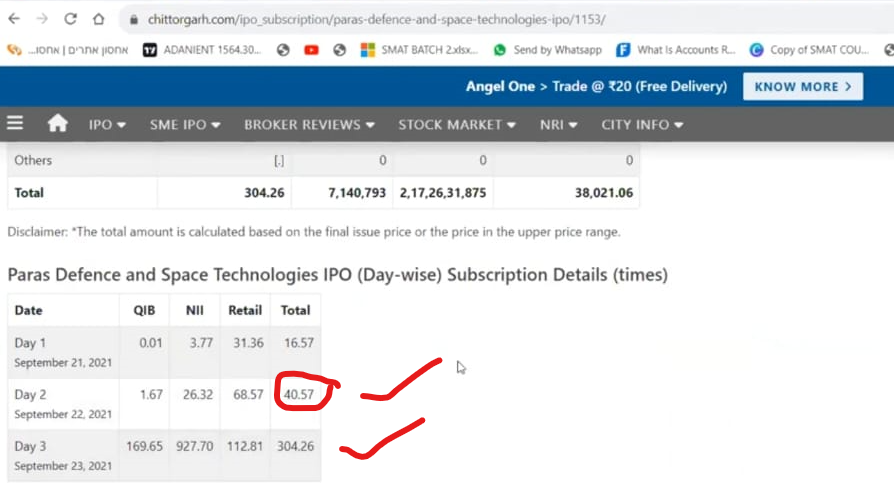 chittorgarh.com/ipo_subscription/paras-defence-and-space-technologies-ipo/1153/
אחסון אתרים | אחסו... ADANIENT 1564.30... SMAT BATCH 2.xlsx... Send by Whatsapp What Is Accounts R... Copy of SMAT COU...
Angel One > Trade @ ₹20 (Free Delivery) KNOW MORE >
IPO SME IPO BROKER REVIEWS STOCK MARKET NRI CITY INFO
Others [.] 0 0 0
Total 304.26 7,140,793 2,17,26,31,875 38,021.06
Disclaimer: *The total amount is calculated based on the final issue price or the price in the upper price range.
Paras Defence and Space Technologies IPO (Day-wise) Subscription Details (times)
Date QIB NII Retail Total
Day 1 0.01 3.77 31.36 16.57
September 21, 2021
Day 2 1.67 26.32 68.57 40.57
September 22, 2021
Day 3 169.65 927.70 112.81 304.26
September 23, 2021